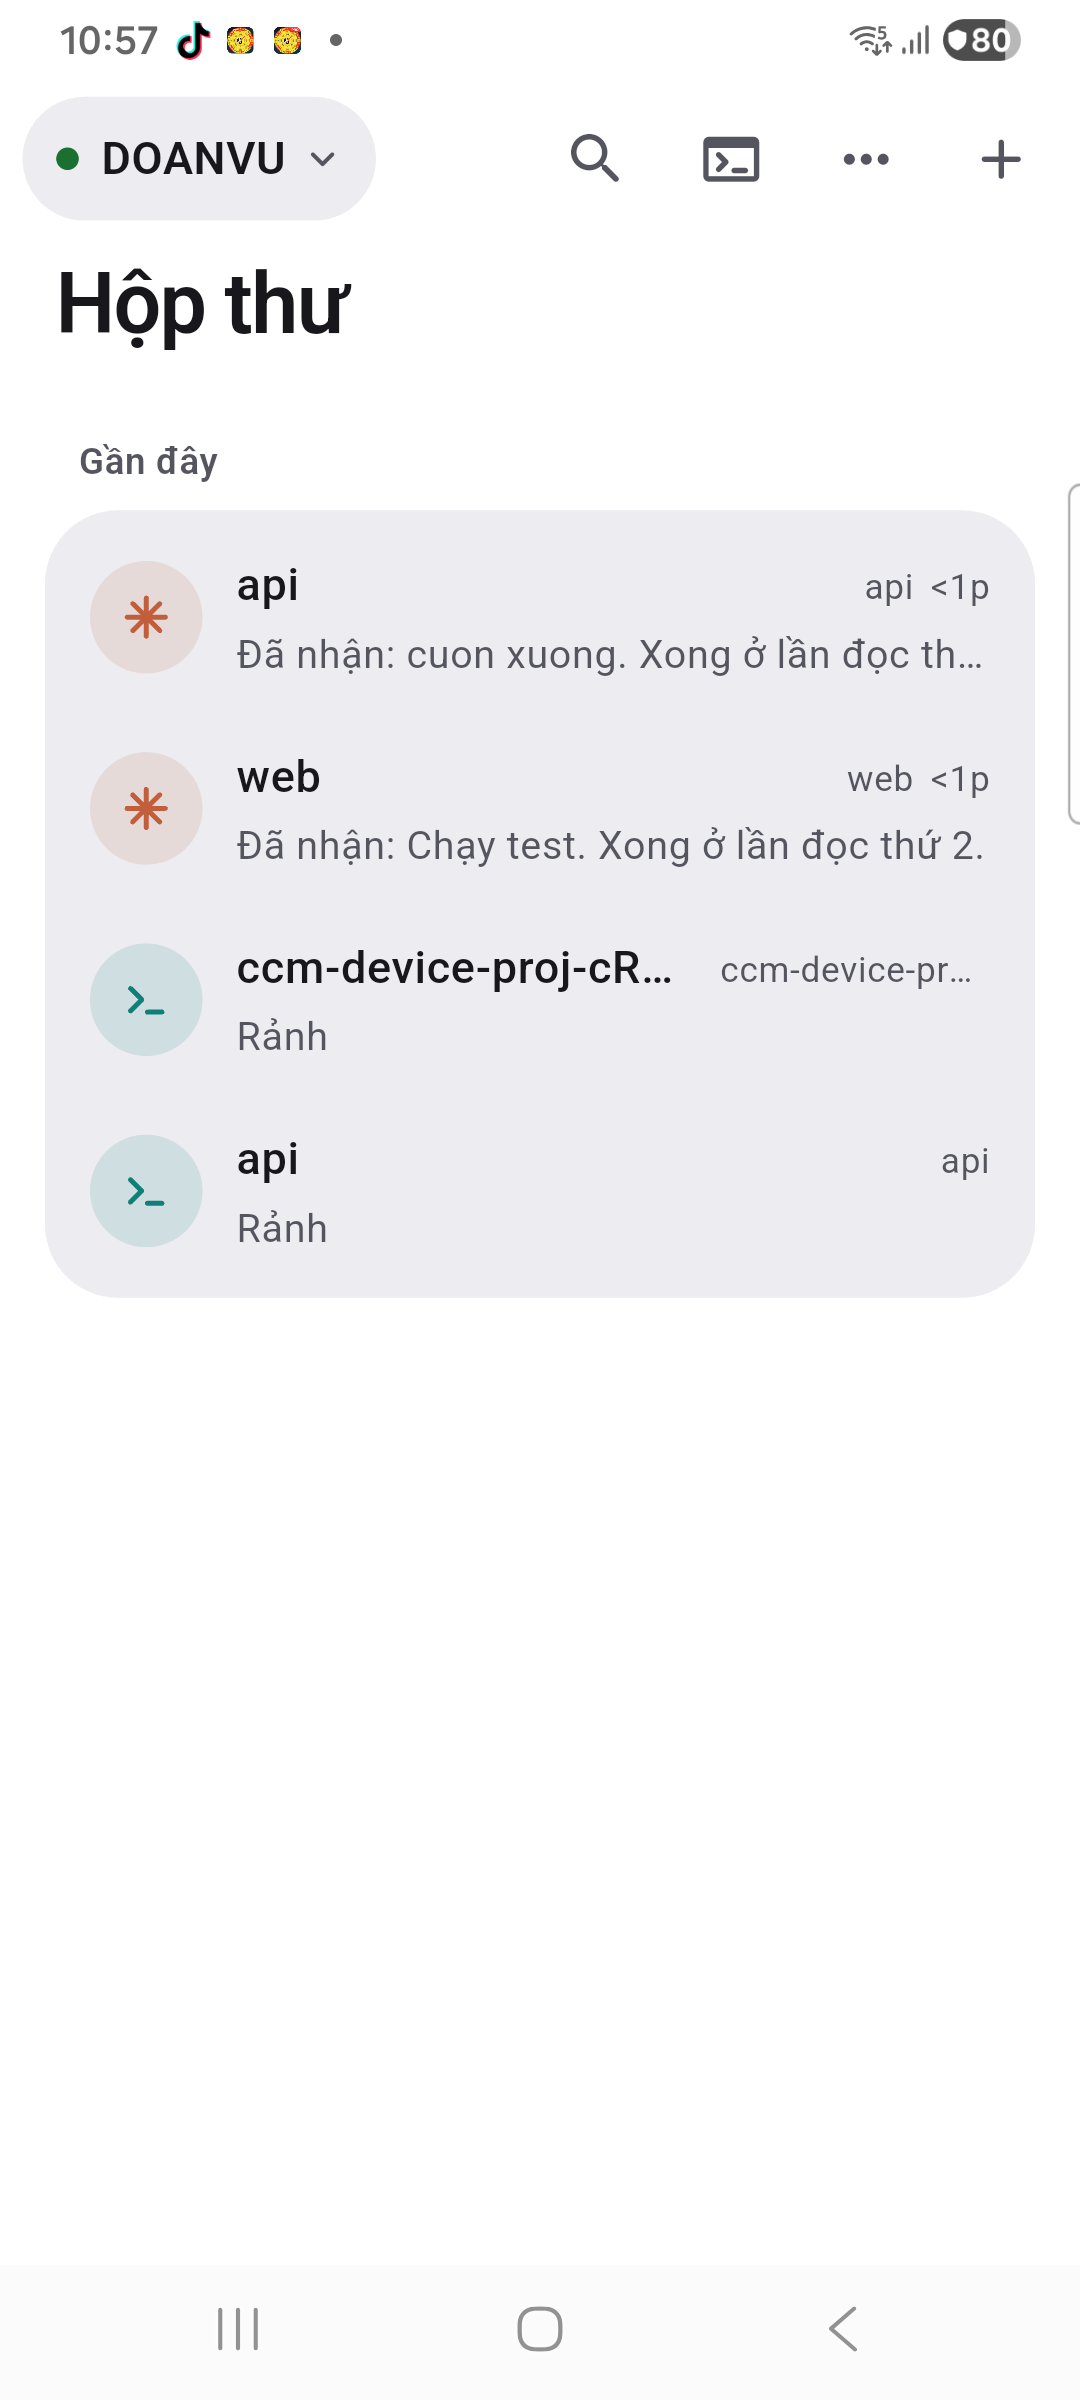 10:57
5
80
DOANVU
Hộp thư
Gần đây
api
api <1p
Đã nhận: cuon xuong. Xong ở lần đọc th...
web
web <1p
Đã nhận: Chạy test. Xong ở lần đọc thứ 2.
ccm-device-proj-cR...
ccm-device-pr...
Rảnh
api
api
Rảnh